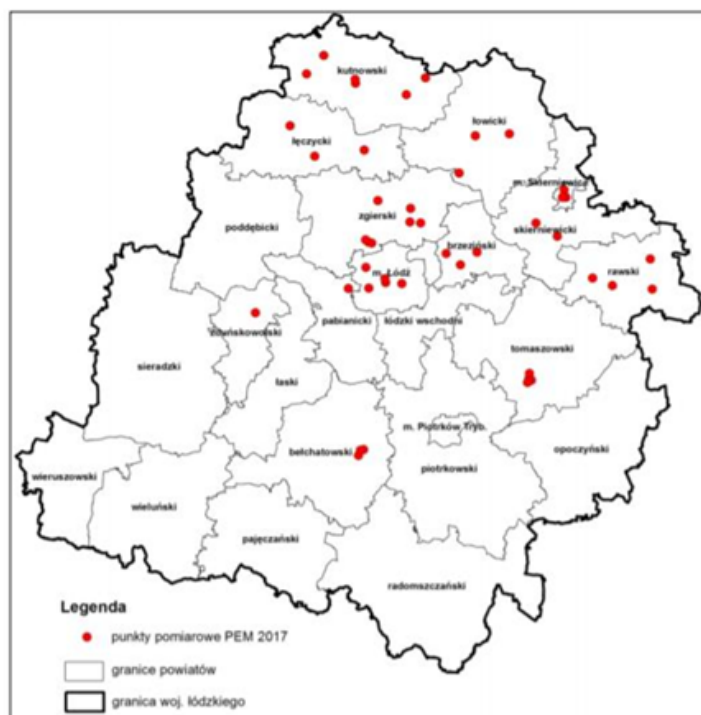 kutnowski
łowicki
łęczycki
m. Skierniewice
zgierski
poddębicki
skierniewicki
brzeziński
m. Łódź
rawski
pabianicki
łódzki wschodni
zduńskowolski
tomaszowski
sieradzki
łaski
m. Piotrków Tryb.
bełchatowski
opoczyński
piotrkowski
wieruszowski
wieluński
pajęczański
radomszczański
Legenda
punkty pomiarowe PEM 2017
granice powiatów
granica woj. łódzkiego